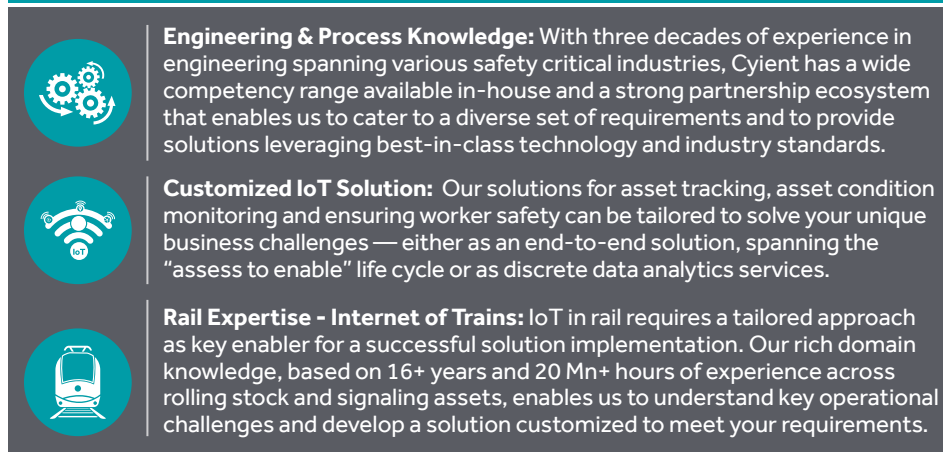 Engineering & Process Knowledge: With three decades of experience in
engineering spanning various safety critical industries, Cyient has a wide
competency range available in-house and a strong partnership ecosystem
that enables us to cater to a diverse set of requirements and to provide
solutions leveraging best-in-class technology and industry standards.
IoT
Customized IoT Solution: Our solutions for asset tracking, asset condition
monitoring and ensuring worker safety can be tailored to solve your unique
business challenges — either as an end-to-end solution, spanning the
“assess to enable” life cycle or as discrete data analytics services.
Rail Expertise - Internet of Trains: IoT in rail requires a tailored approach
as key enabler for a successful solution implementation. Our rich domain
knowledge, based on 16+ years and 20 Mn+ hours of experience across
rolling stock and signaling assets, enables us to understand key operational
challenges and develop a solution customized to meet your requirements.